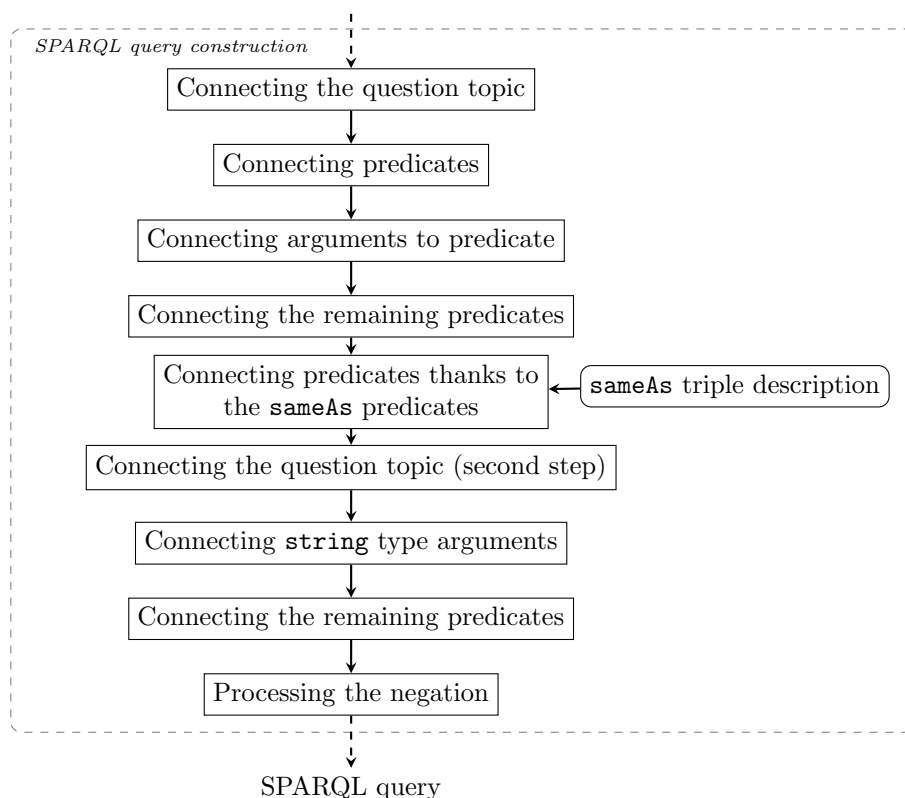 SPARQL query construction
Connecting the question topic
Connecting predicates
Connecting arguments to predicate
Connecting the remaining predicates
Connecting predicates thanks to
the sameAs predicates
sameAs triple description
Connecting the question topic (second step)
Connecting string type arguments
Connecting the remaining predicates
Processing the negation
SPARQL query